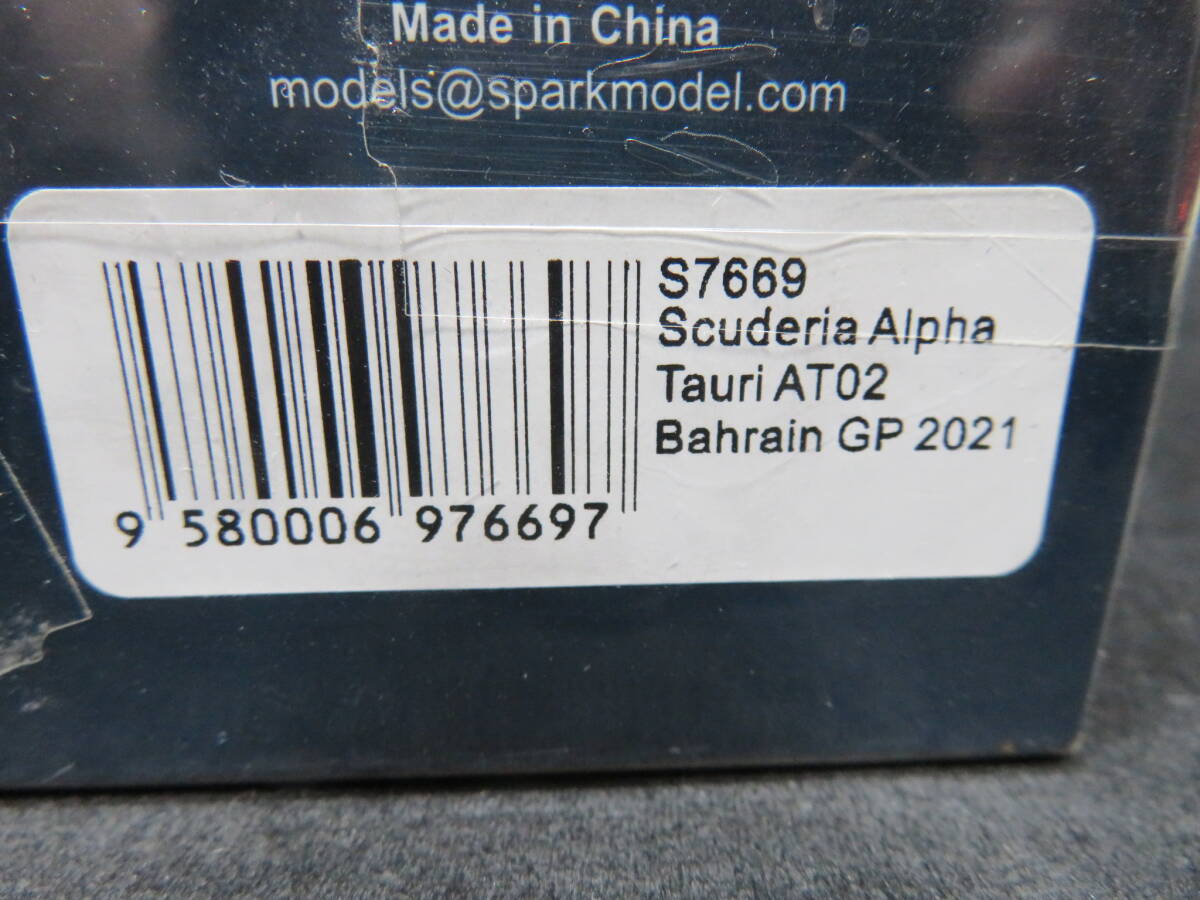 Made in China
models@sparkmodel.com
S7669
Scuderia Alpha
Tauri AT02
Bahrain GP 2021
9 580006 976697